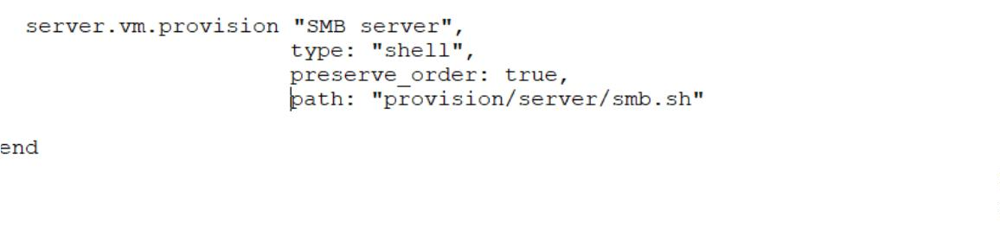 server.vm.provision "SMB server",
type: "shell",
preserve_order: true,
path: "provision/server/smb.sh"
end